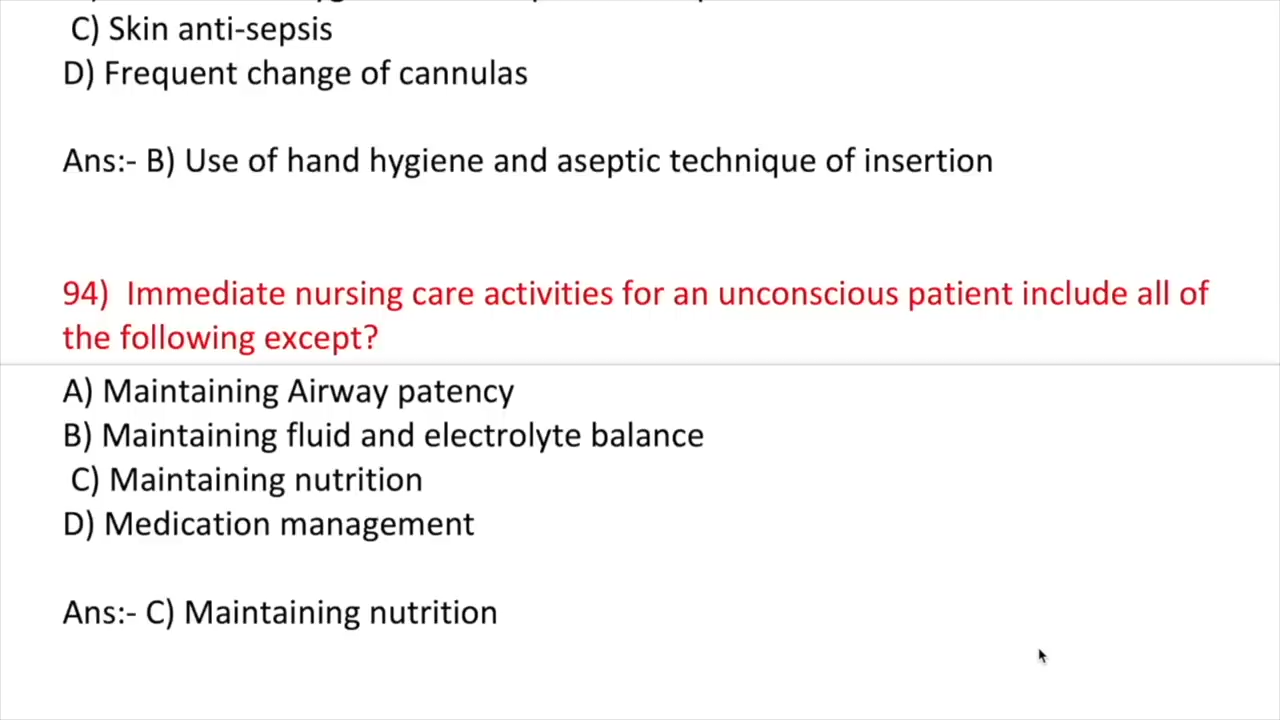 C) Skin anti-sepsis
D) Frequent change of cannulas
Ans:- B) Use of hand hygiene and aseptic technique of insertion
94) Immediate nursing care activities for an unconscious patient include all of
the following except?
A) Maintaining Airway patency
B) Maintaining fluid and electrolyte balance
C) Maintaining nutrition
D) Medication management
Ans:- C) Maintaining nutrition